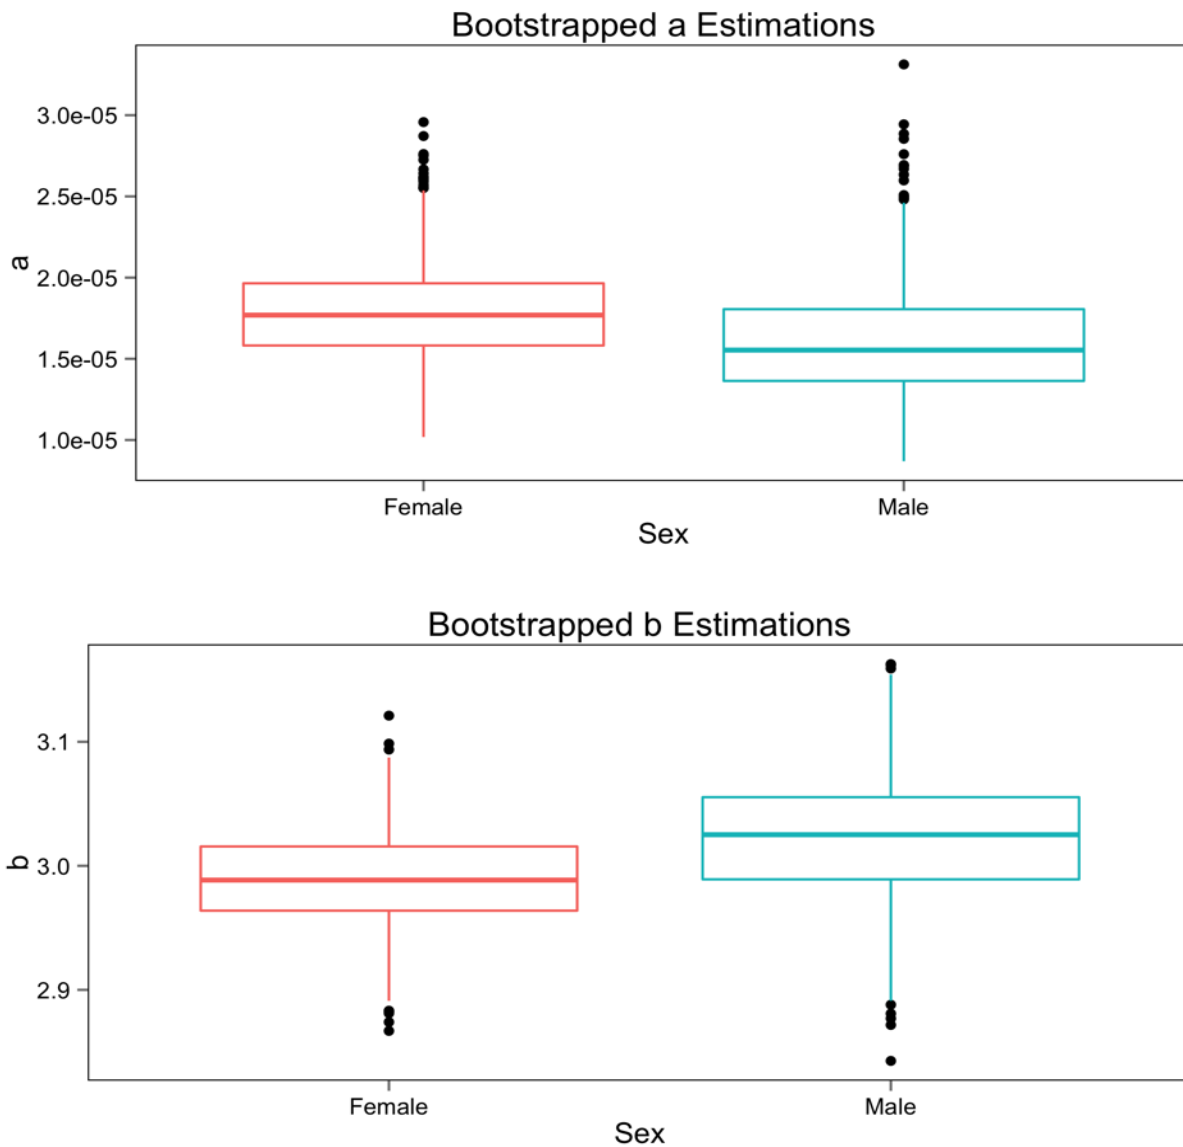 Bootstrapped a Estimations
3.0e-05
2.5e-05
2.0e-05
1.5e-05
1.0e-05
a
Female
Male
Sex
Bootstrapped b Estimations
3.1
3.0
2.9
b
Female
Male
Sex